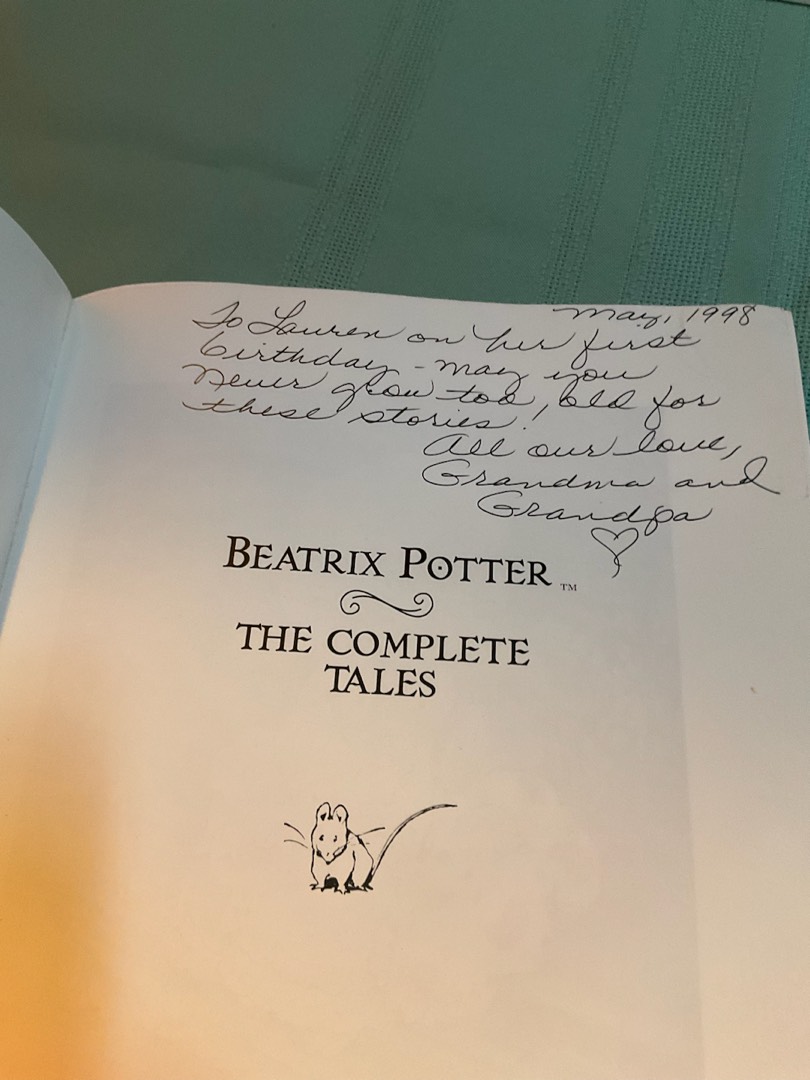 May, 1998
To Lauren on her first
birthday - may you
never grow too old for
these stories!
All our love,
Grandma and
Grandpa
BEATRIX POTTER ™
THE COMPLETE
TALES